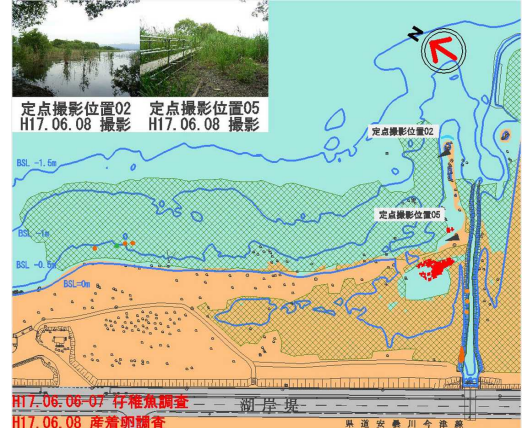 定点撮影位置02
H17.06.08 撮影
定点撮影位置05
H17.06.08 撮影
N
定点撮影位置02
BSL -1.5m
定点撮影位置05
BSL -1m
BSL -0.5m
BSL=0m
H17.06.06-07 仔稚魚調査
湖岸堤
H17.06.08 産着卵調査
県道安曇川今津線